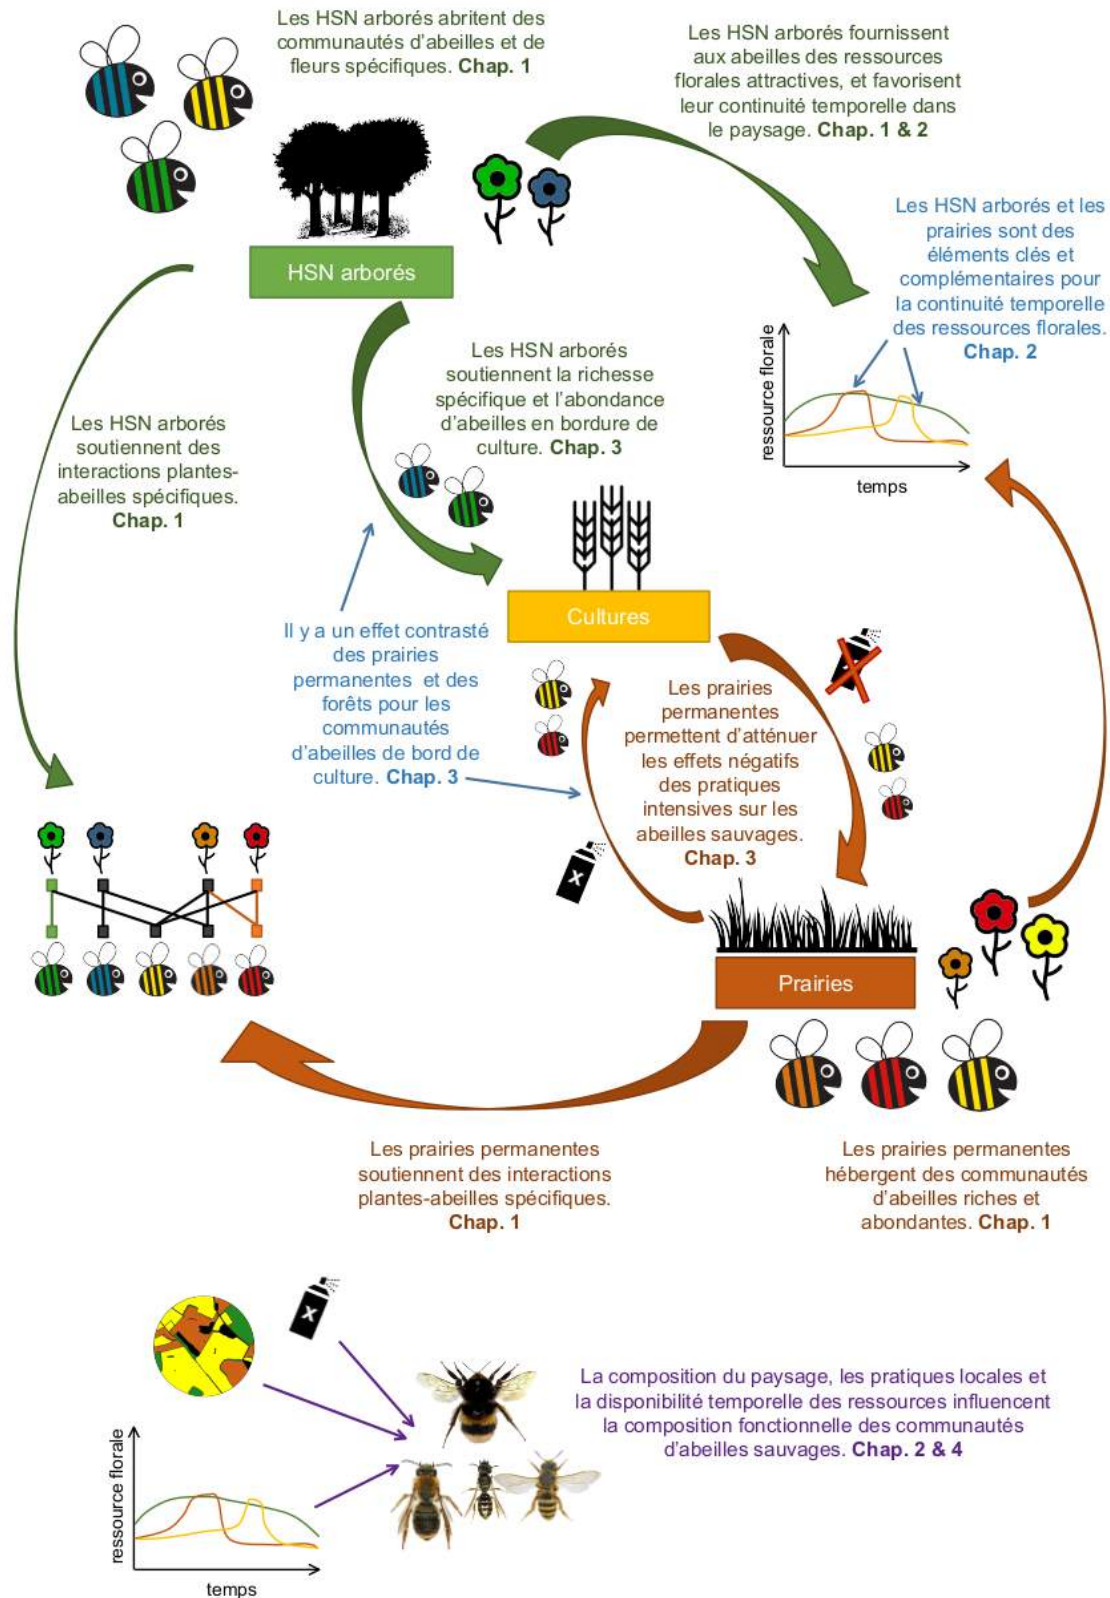 Les HSN arborés abritent des
communautés d'abeilles et de
fleurs spécifiques. Chap. 1
Les HSN arborés fournissent
aux abeilles des ressources
florales attractives, et favorisent
leur continuité temporelle dans
le paysage. Chap. 1 & 2
HSN arborés
Les HSN arborés et les
prairies sont des
éléments clés et
complémentaires pour
la continuité temporelle
des ressources florales.
Chap. 2
ressource florale
temps
Les HSN arborés
soutiennent la richesse
spécifique et l'abondance
d'abeilles en bordure de
culture. Chap. 3
Les HSN arborés
soutiennent des
interactions plantes-
abeilles spécifiques.
Chap. 1
Cultures
Il y a un effet contrasté
des prairies
permanentes et des
forêts pour les
communautés
d'abeilles de bord de
culture. Chap. 3
Les prairies
permanentes
permettent d'atténuer
les effets négatifs
des pratiques
intensives sur les
abeilles sauvages.
Chap. 3
X
Prairies
Les prairies permanentes
soutiennent des interactions
plantes-abeilles spécifiques.
Chap. 1
Les prairies permanentes
hébergent des communautés
d'abeilles riches et
abondantes. Chap. 1
X
La composition du paysage, les pratiques locales et
la disponibilité temporelle des ressources influencent
la composition fonctionnelle des communautés
d'abeilles sauvages. Chap. 2 & 4
ressource florale
temps